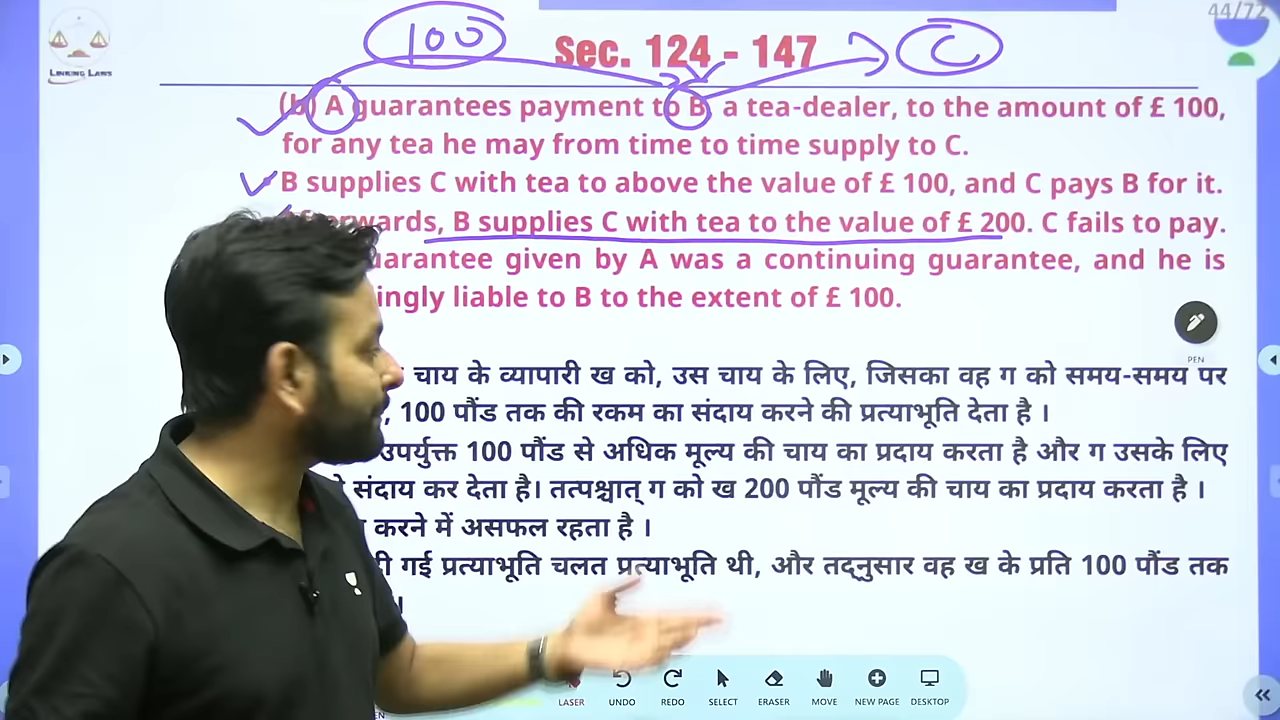 44/72
LINKING LAWS
100
Sec. 124 - 147
C
(b) A guarantees payment to B, a tea-dealer, to the amount of £ 100,
for any tea he may from time to time supply to C.
B supplies C with tea to above the value of £ 100, and C pays B for it.
B supplies C with tea to the value of £ 200. C fails to pay.
given by A was a continuing guarantee, and he is
liable to B to the extent of £ 100.
PEN
चाय के व्यापारी ख को, उस चाय के लिए, जिसका वह ग को समय-समय पर
, 100 पौंड तक की रकम का संदाय करने की प्रत्याभूति देता है ।
उपर्युक्त 100 पौंड से अधिक मूल्य की चाय का प्रदाय करता है और ग उसके लिए
संदाय कर देता है। तत्पश्चात् ग को ख 200 पौंड मूल्य की चाय का प्रदाय करता है ।
करने में असफल रहता है ।
गई प्रत्याभूति चलत प्रत्याभूति थी, और तद्नुसार वह ख के प्रति 100 पौंड तक
LASER UNDO REDO SELECT ERASER MOVE NEW PAGE DESKTOP